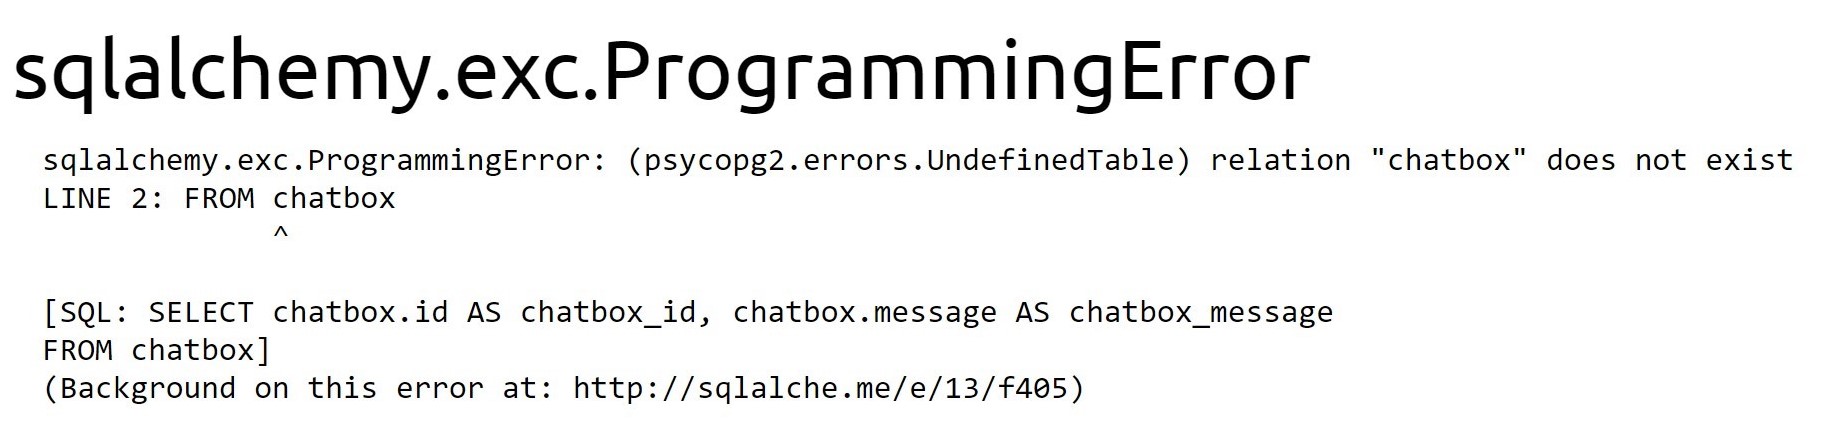 sqlalchemy.exc.ProgrammingError
sqlalchemy.exc.ProgrammingError: (psycopg2.errors.UndefinedTable) relation "chatbox" does not exist
LINE 2: FROM chatbox
^
[SQL: SELECT chatbox.id AS chatbox_id, chatbox.message AS chatbox_message
FROM chatbox]
(Background on this error at: http://sqlalche.me/e/13/f405)